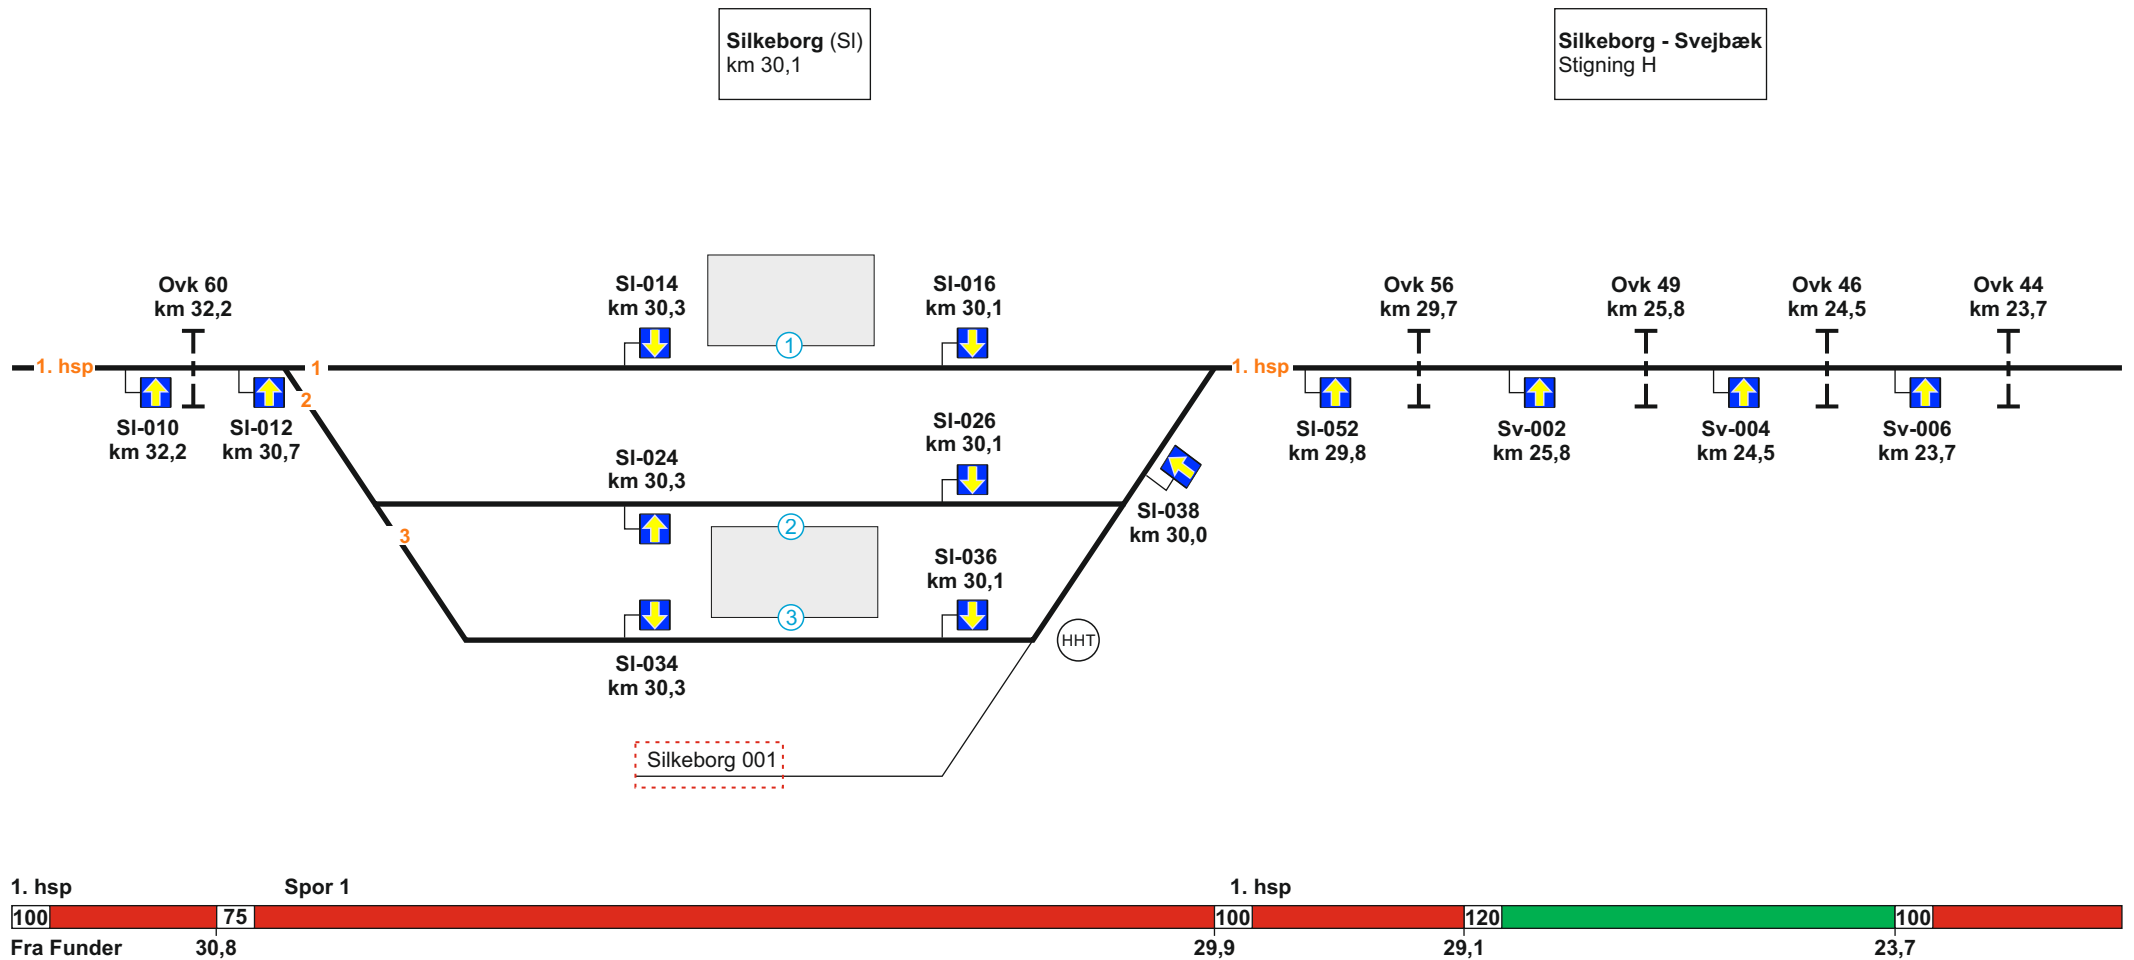 Silkeborg (Sl)
km 30,1
Silkeborg - Svejbæk
Stigning H
Ovk 60
km 32,2
Sl-014
km 30,3
Sl-016
km 30,1
Ovk 56
km 29,7
Ovk 49
km 25,8
Ovk 46
km 24,5
Ovk 44
km 23,7
1
1. hsp
1
1. hsp
2
Sl-010
km 32,2
Sl-012
km 30,7
Sl-026
km 30,1
Sl-052
km 29,8
Sv-002
km 25,8
Sv-004
km 24,5
Sv-006
km 23,7
Sl-024
km 30,3
Sl-038
km 30,0
2
3
Sl-036
km 30,1
3
HHT
Sl-034
km 30,3
Silkeborg 001
1. hsp
Spor 1
1. hsp
100
75
100
120
100
Fra Funder
30,8
29,9
29,1
23,7